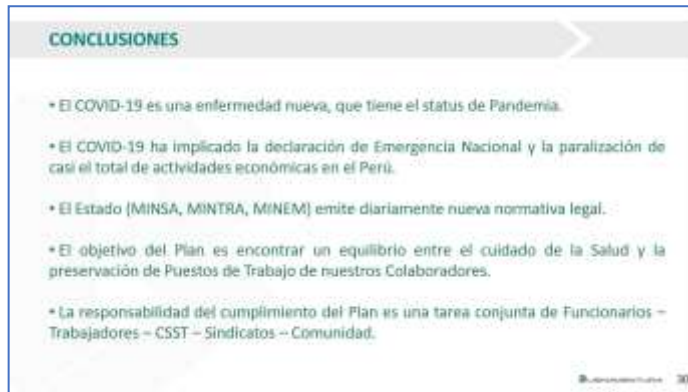 CONCLUSIONES
• El COVID-19 es una enfermedad nueva, que tiene el status de Pandemia.
• El COVID-19 ha implicado la declaración de Emergencia Nacional y la paralización de
casi el total de actividades económicas en el Perú.
• El Estado (MINSA, MINTRA, MINEM) emite diariamente nueva normativa legal.
• El objetivo del Plan es encontrar un equilibrio entre el cuidado de la Salud y la
preservación de Puestos de Trabajo de nuestros Colaboradores.
• La responsabilidad del cumplimiento del Plan es una tarea conjunta de Funcionarios –
Trabajadores – CSST – Sindicatos – Comunidad.
30